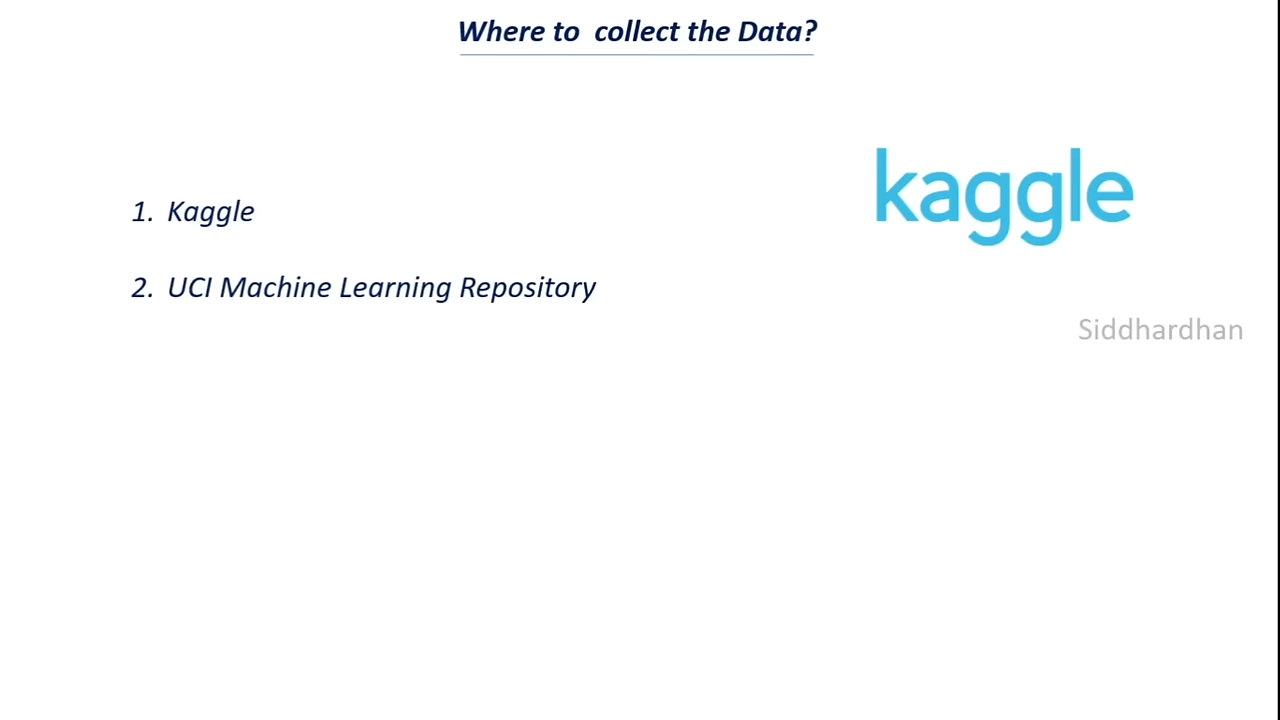 Where to collect the Data?
1. Kaggle
kaggle
2. UCI Machine Learning Repository
Siddhardhan